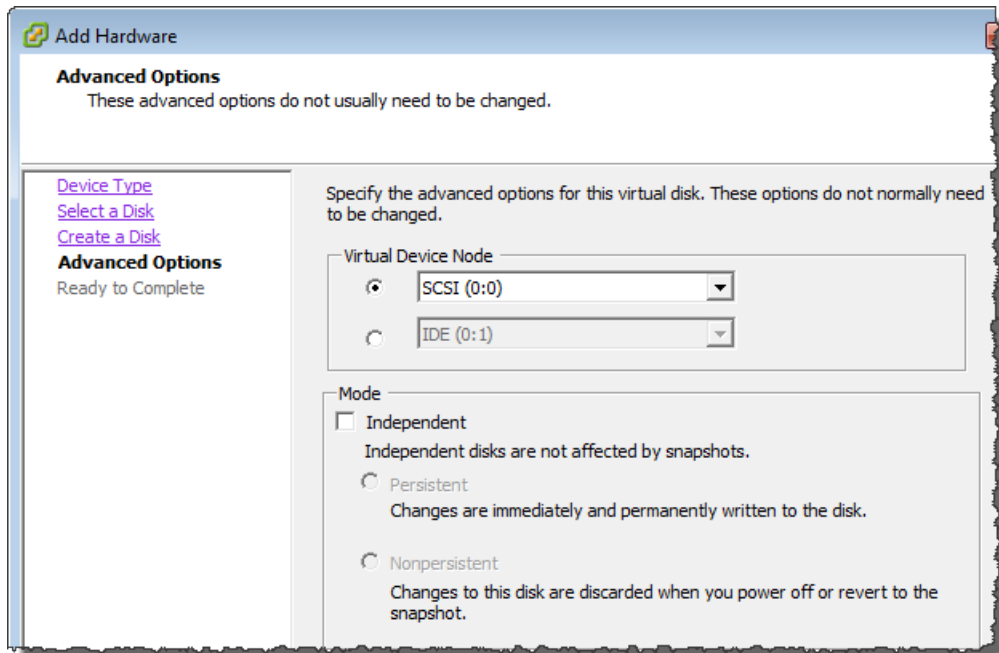 Add Hardware
Advanced Options
These advanced options do not usually need to be changed.
Device Type
Select a Disk
Create a Disk
Advanced Options
Ready to Complete
Specify the advanced options for this virtual disk. These options do not normally need
to be changed.
Virtual Device Node
SCSI (0:0)
IDE (0:1)
Mode
Independent
Independent disks are not affected by snapshots.
Persistent
Changes are immediately and permanently written to the disk.
Nonpersistent
Changes to this disk are discarded when you power off or revert to the
snapshot.